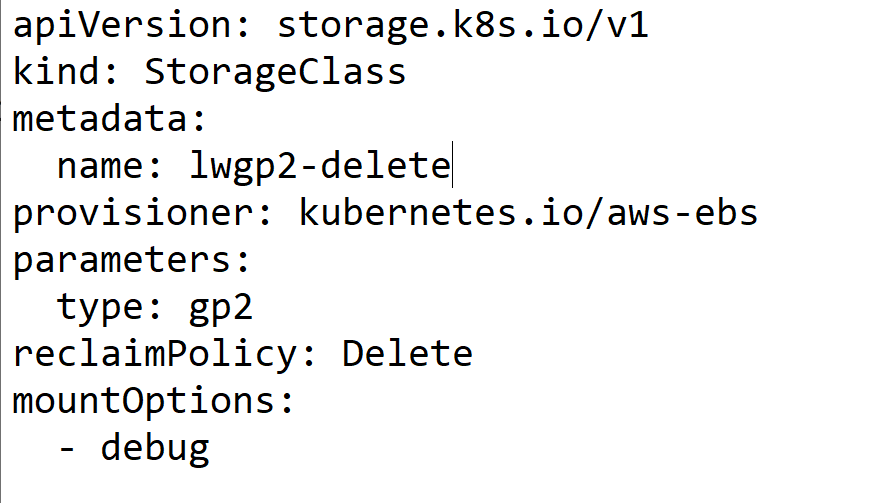 apiVersion: storage.k8s.io/v1
kind: StorageClass
metadata:
  name: lwgp2-delete
provisioner: kubernetes.io/aws-ebs
parameters:
  type: gp2
reclaimPolicy: Delete
mountOptions:
  - debug